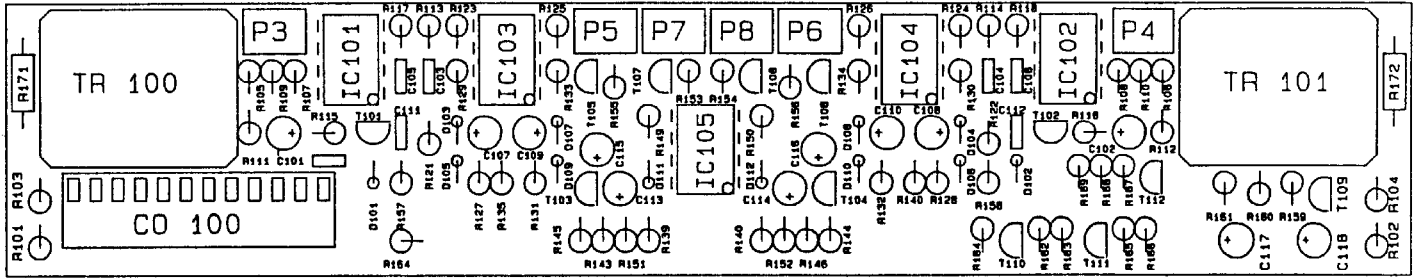 R117 R113 R123 R125 R126 R124 R114 R118
P3 P5 P7 P8 P6 P4
IC101 IC103 IC104 IC102
R171 TR 100 TR 101 R172
R105 R109 R107 C105 C103 R129 R133 T107 R153 R154 T108 R156 R134 R130 C104 C106 R108 R110 R106
T105 R155 T106 R122
R115 T101 C111 D103 D107 R149 IC105 R150 D108 C110 C108 D104 C112 T102 R116
R111 C101 R121 D105 C107 C109 D109 C115 D111 D112 C116 D110 C102 R112
R103 D101 R157 T103 C113 C114 T104 R132 R140 R128 R158 D102 R169 R168 R167 T112 T109 R104
CO 100 R127 R135 R131 R161 R160 R159
R101 R164 R145 R143 R151 R139 R140 R152 R146 R144 T110 R162 R163 T111 R165 R166 C117 C118 R102